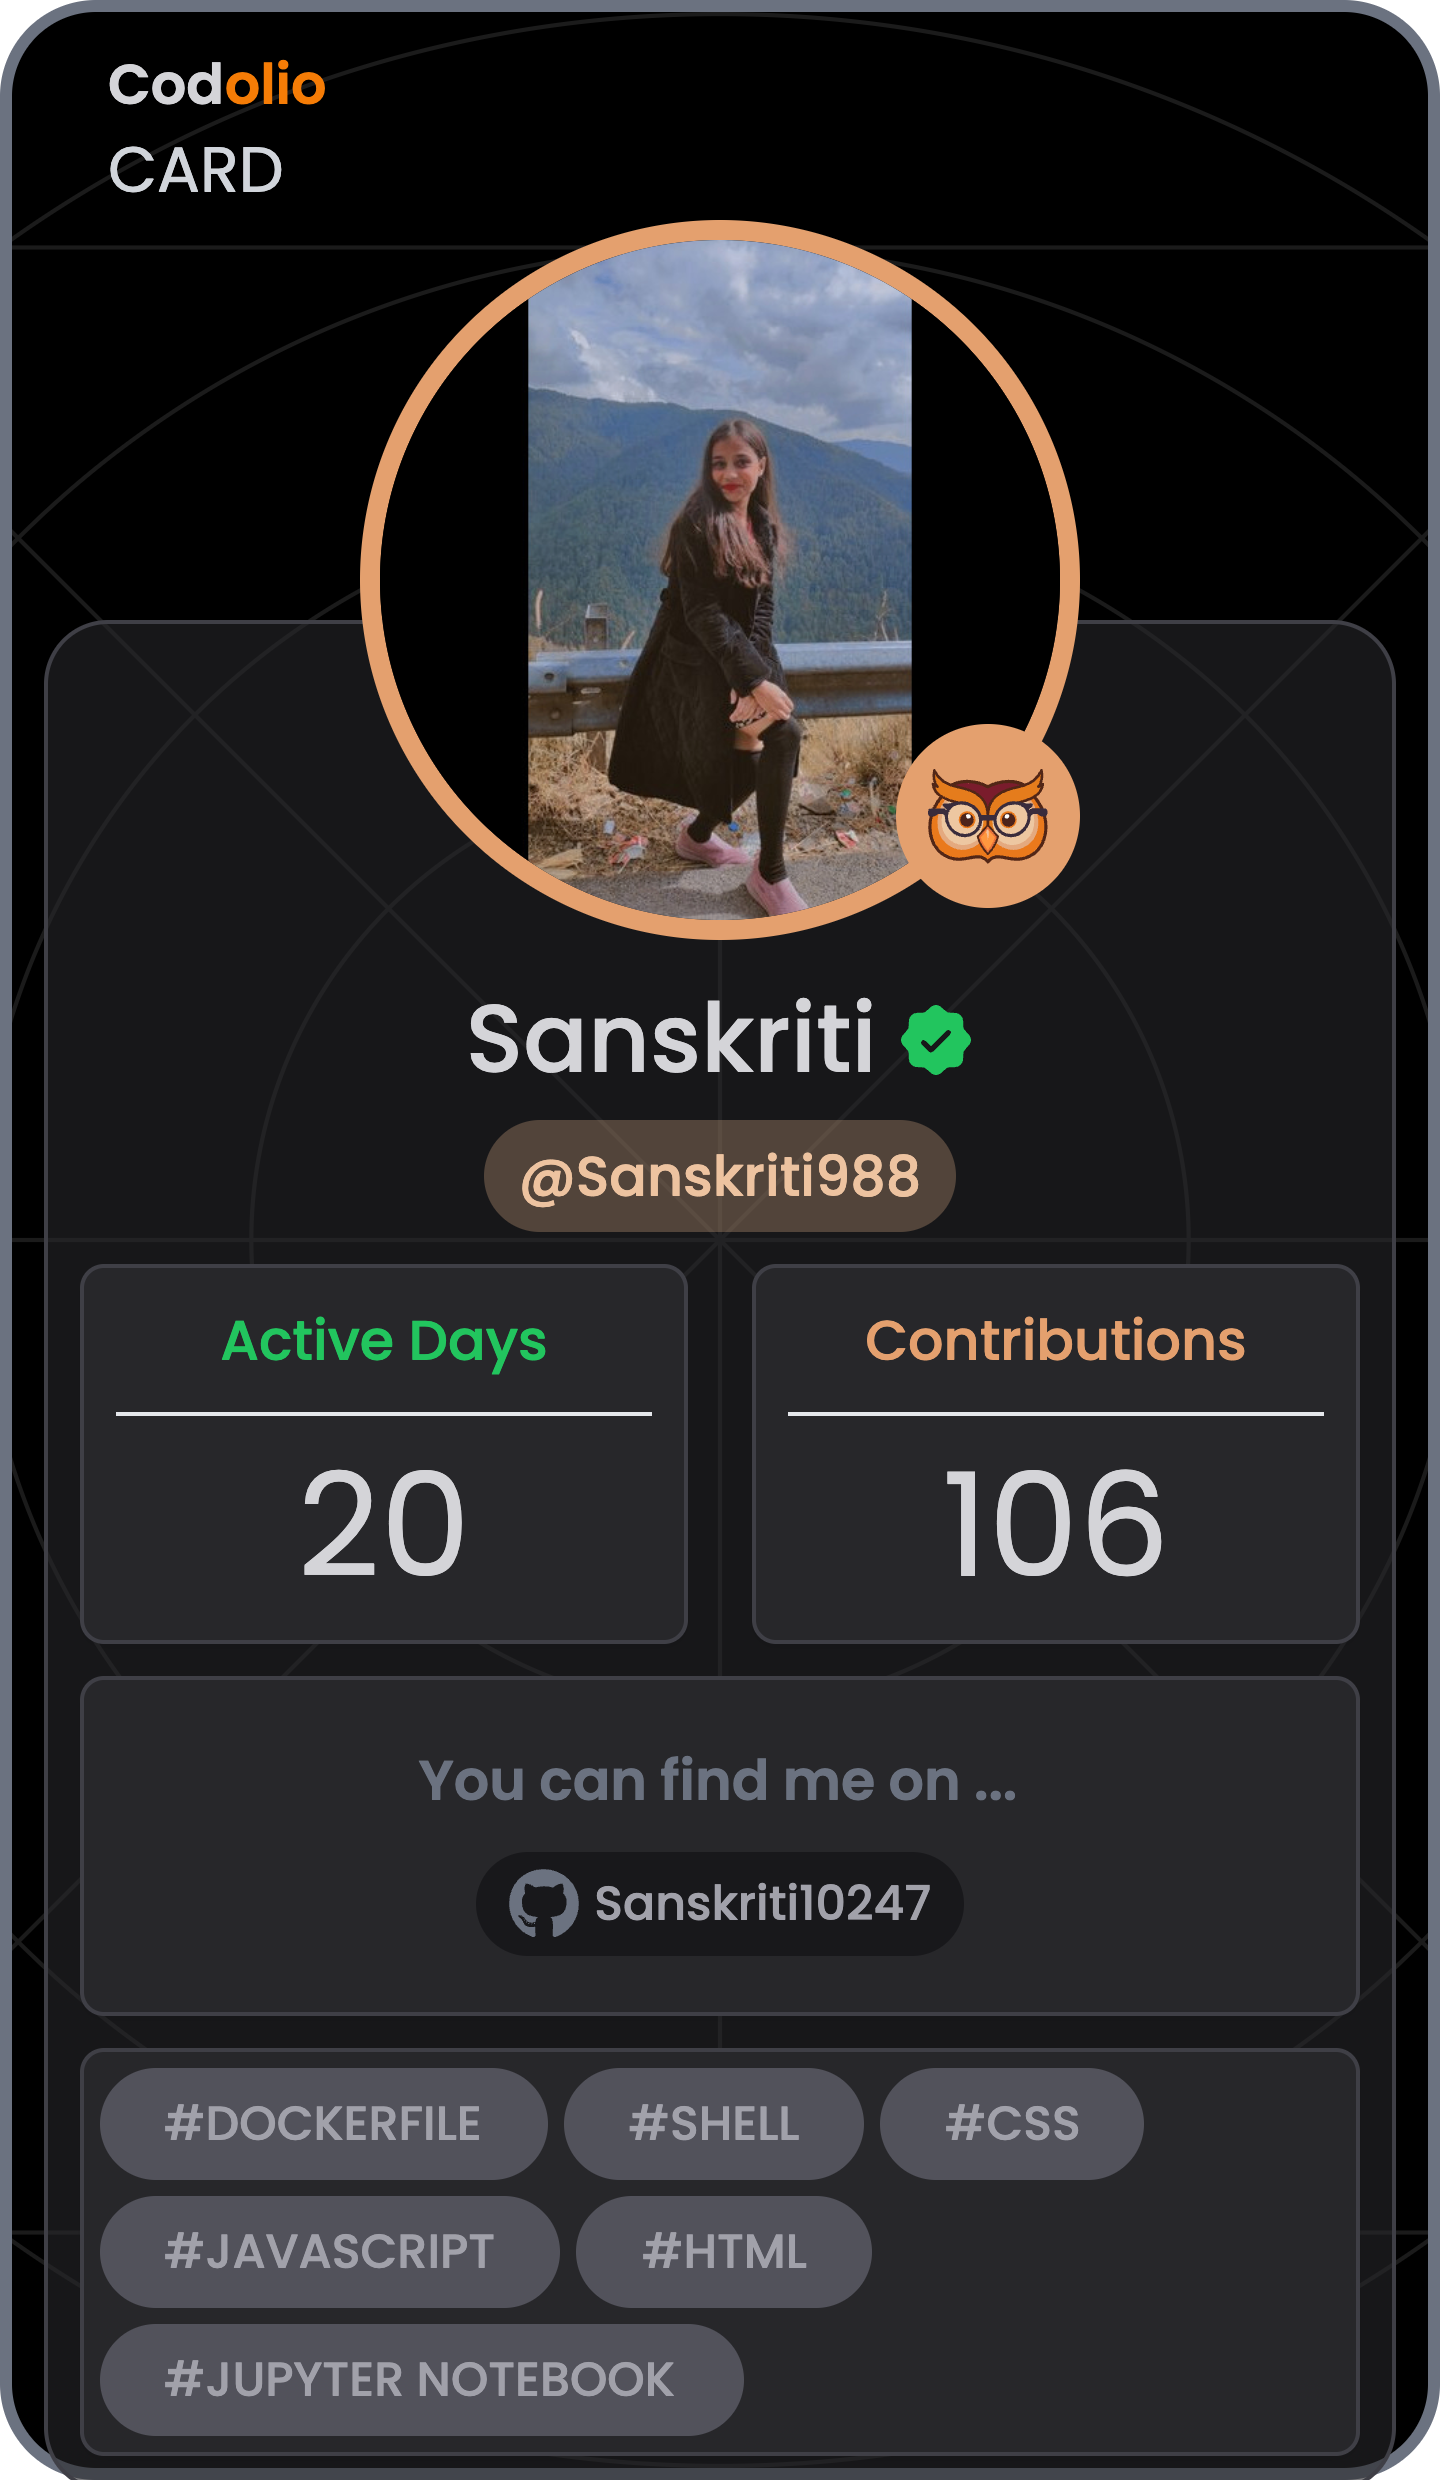 Codolio
CARD
Sanskriti
@Sanskriti988
Active Days
Contributions
20
106
You can find me on ...
Sanskriti10247
#DOCKERFILE #SHELL #CSS
#JAVASCRIPT #HTML
#JUPYTER NOTEBOOK